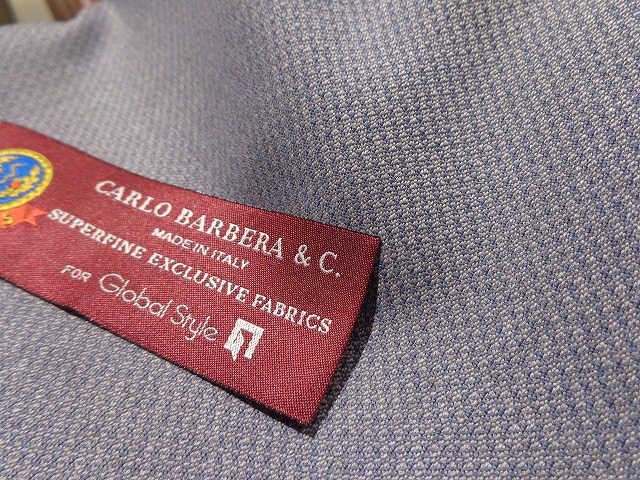 CARLO BARBERA & C.
MADE IN ITALY
SUPERFINE EXCLUSIVE FABRICS
FOR Global Style